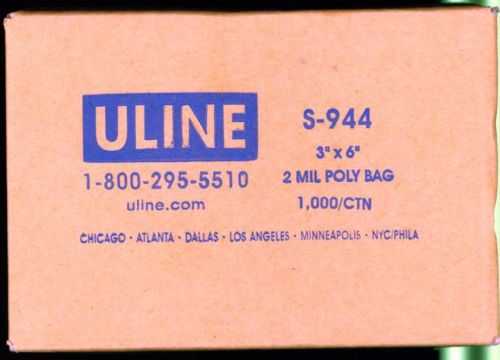 ULINE
1-800-295-5510
uline.com
S-944
3" x 6"
2 MIL POLY BAG
1,000/CTN
CHICAGO • ATLANTA • DALLAS • LOS ANGELES • MINNEAPOLIS • NYC/PHILA